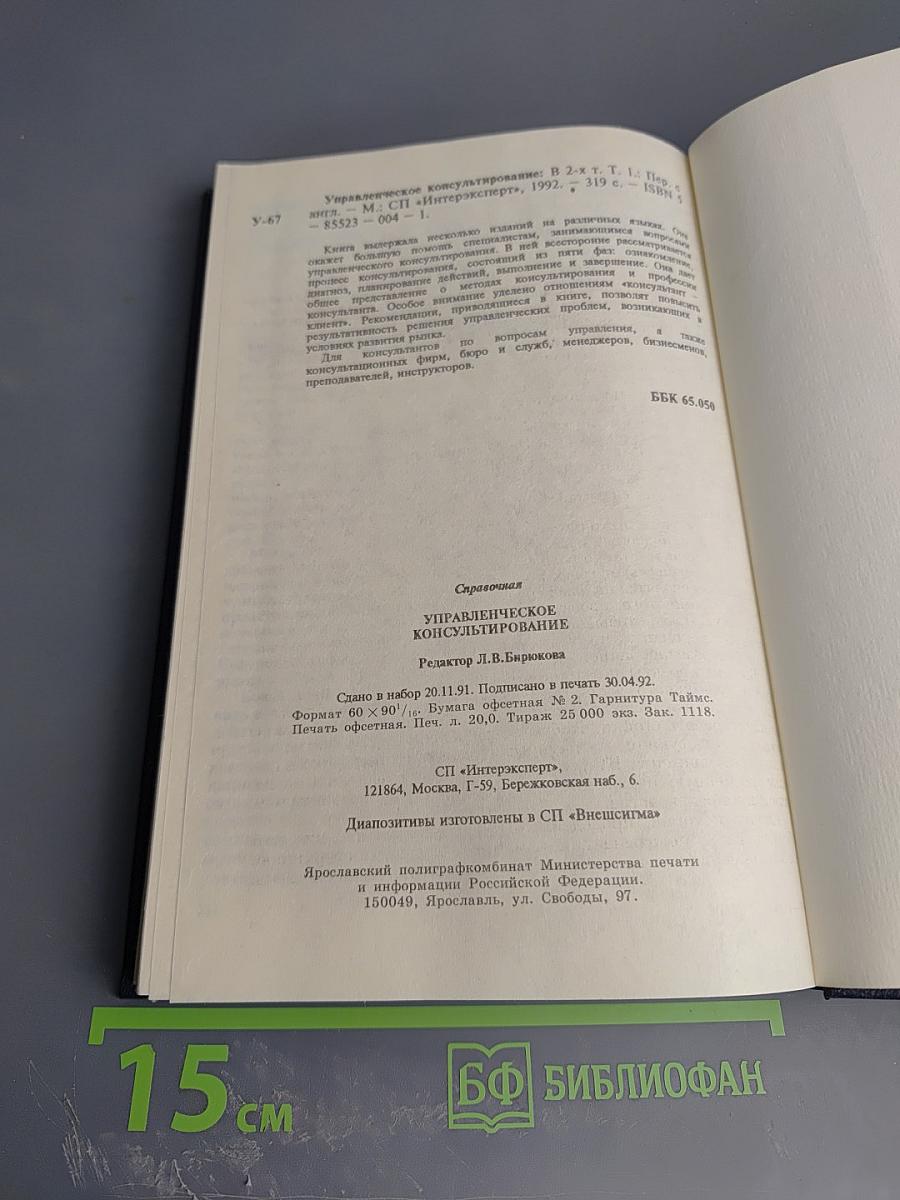 Управленческое консультирование: В 2-х т. Т. 1.: Пер. с
У-67 англ. — М.: СП «Интерэксперт», 1992. — 319 с. — ISBN 5
— 85523 — 004 — 1.
Книга выдержала несколько изданий на различных языках. Она
окажет большую помощь специалистам, занимающимся вопросами
управленческого консультирования. В ней всесторонне рассматривается
процесс консультирования, состоящий из пяти фаз: ознакомление,
диагноз, планирование действий, выполнение и завершение. Она дает
общее представление о методах консультирования и профессии
консультанта. Особое внимание уделено отношениям «консультант —
клиент». Рекомендации, приводящиеся в книге, позволят повысить
результативность решения управленческих проблем, возникающих в
условиях развития рынка.
Для консультантов по вопросам управления, а также
консультационных фирм, бюро и служб, менеджеров, бизнесменов,
преподавателей, инструкторов.
ББК 65.050
Справочная
УПРАВЛЕНЧЕСКОЕ
КОНСУЛЬТИРОВАНИЕ
Редактор Л.В.Бирюкова
Сдано в набор 20.11.91. Подписано в печать 30.04.92.
Формат 60 × 90¹/₁₆. Бумага офсетная № 2. Гарнитура Таймс.
Печать офсетная. Печ. л. 20,0. Тираж 25 000 экз. Зак. 1118.
СП «Интерэксперт»,
121864, Москва, Г-59, Бережковская наб., 6.
Диапозитивы изготовлены в СП «Внешсигма»
Ярославский полиграфкомбинат Министерства печати
и информации Российской Федерации.
150049, Ярославль, ул. Свободы, 97.
15 см
БФ БИБЛИОФАН